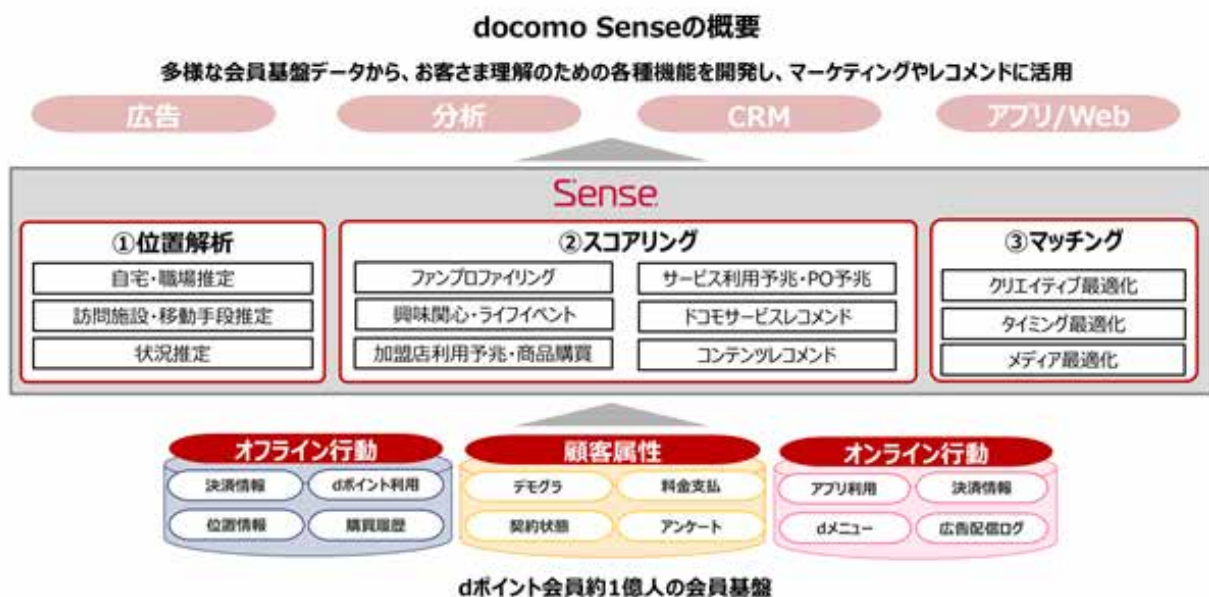 docomo Senseの概要
多様な会員基盤データから、お客さま理解のための各種機能を開発し、マーケティングやレコメンドに活用
広告
分析
CRM
アプリ/Web
Sense
①位置解析
自宅・職場推定
訪問施設・移動手段推定
状況推定
②スコアリング
ファンプロファイリング
サービス利用予兆・PO予兆
興味関心・ライフイベント
ドコモサービスレコメンド
加盟店利用予兆・商品購買
コンテンツレコメンド
③マッチング
クリエイティブ最適化
タイミング最適化
メディア最適化
オフライン行動
決済情報
dポイント利用
位置情報
購買履歴
顧客属性
デモグラ
料金支払
契約状態
アンケート
オンライン行動
アプリ利用
決済情報
dメニュー
広告配信ログ
dポイント会員約1億人の会員基盤